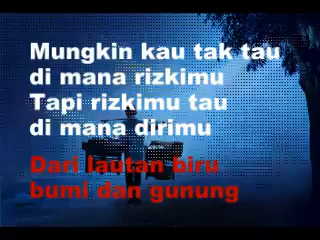 Mungkin kau tak tau
di mana rizkimu
Tapi rizkimu tau
di mana dirimu
Dari lautan biru
bumi dan gunung